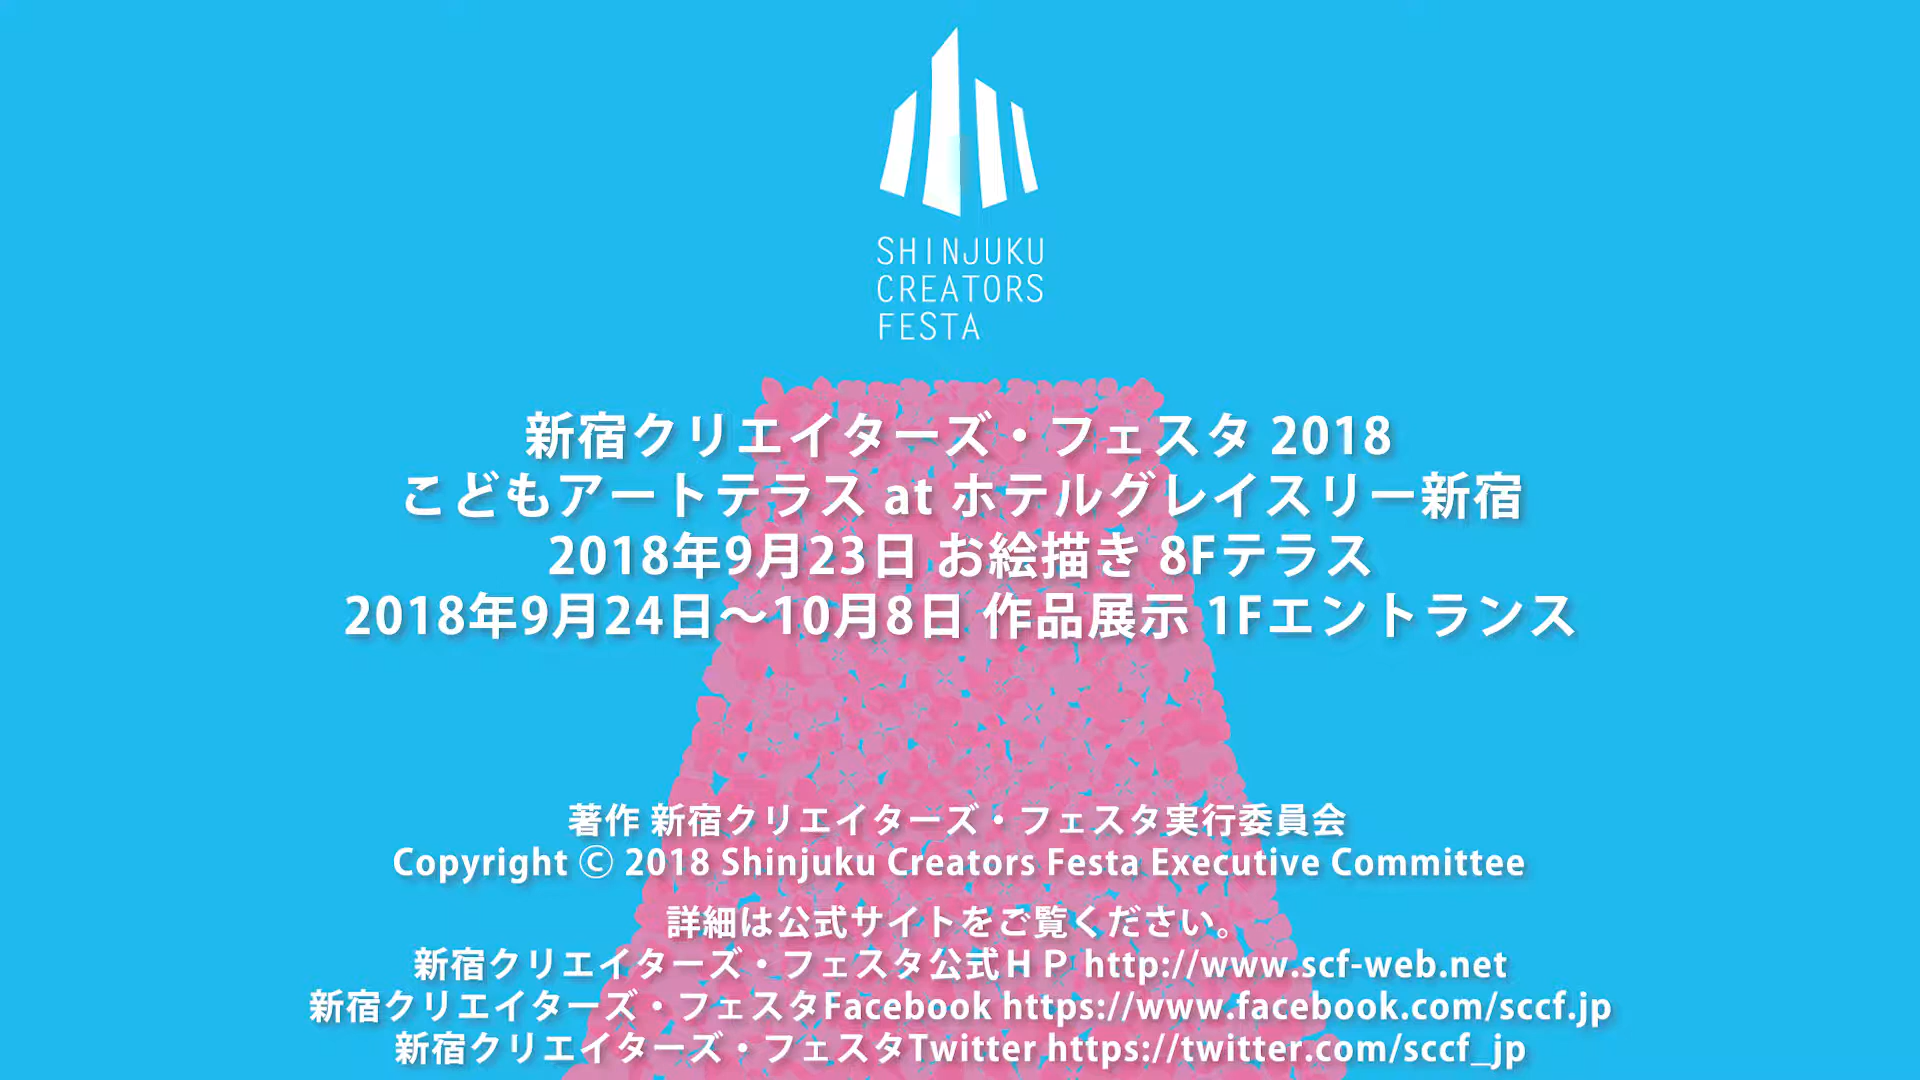 SHINJUKU
CREATORS
FESTA
新宿クリエイターズ・フェスタ 2018
こどもアートテラス at ホテルグレイスリー新宿
2018年9月23日 お絵描き 8Fテラス
2018年9月24日～10月8日 作品展示 1Fエントランス
著作 新宿クリエイターズ・フェスタ実行委員会
Copyright Ⓒ 2018 Shinjuku Creators Festa Executive Committee
詳細は公式サイトをご覧ください。
新宿クリエイターズ・フェスタ公式ＨＰ http://www.scf-web.net
新宿クリエイターズ・フェスタFacebook https://www.facebook.com/sccf.jp
新宿クリエイターズ・フェスタTwitter https://twitter.com/sccf_jp